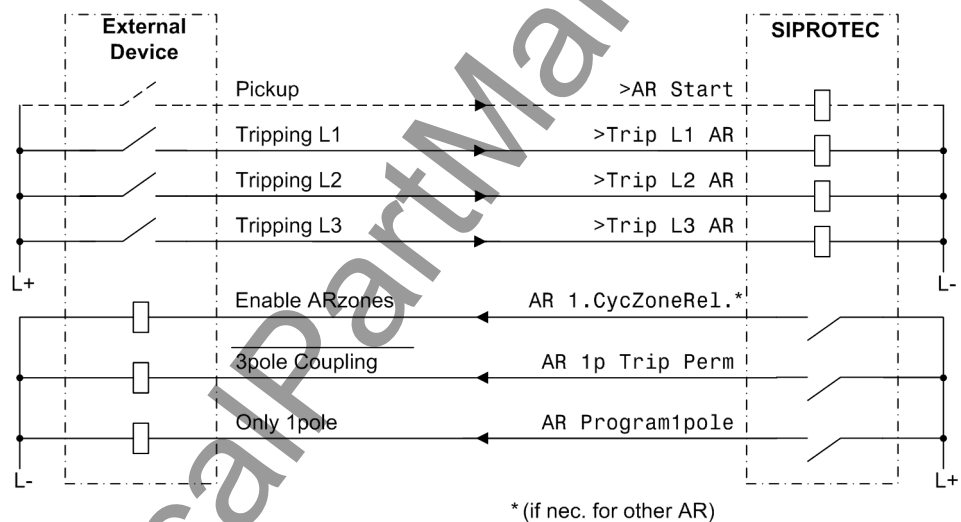 External
Device
SIPROTEC
Pickup >AR Start
Tripping L1 >Trip L1 AR
Tripping L2 >Trip L2 AR
Tripping L3 >Trip L3 AR
L+ L-
Enable ARzones AR 1.CycZoneRel.*
3pole Coupling AR 1p Trip Perm
Only 1pole AR Program1pole
L- L+
* (if nec. for other AR)
calPartMa